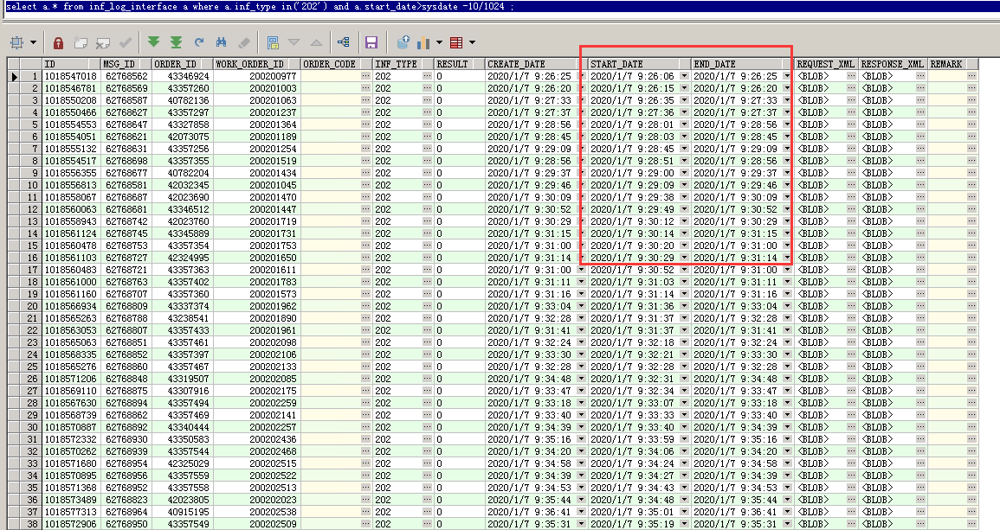 select a.* from inf_log_interface a where a.inf_type in('202') and a.start_date>sysdate -10/1024 ;
ID MSG_ID ORDER_ID WORK_ORDER_ID ORDER_CODE INF_TYPE RESULT CREATE_DATE START_DATE END_DATE REQUEST_XML RESPONSE_XML REMARK
1 1018547018 62768562 43346924 200200977 202 0 2020/1/7 9:26:25 2020/1/7 9:26:06 2020/1/7 9:26:25 <BLOB> <BLOB>
2 1018546781 62768569 43357260 200201003 202 0 2020/1/7 9:26:20 2020/1/7 9:26:15 2020/1/7 9:26:20 <BLOB> <BLOB>
3 1018550208 62768587 40782136 200201063 202 0 2020/1/7 9:27:33 2020/1/7 9:26:35 2020/1/7 9:27:33 <BLOB> <BLOB>
4 1018550466 62768627 43357297 200201237 202 0 2020/1/7 9:27:37 2020/1/7 9:27:36 2020/1/7 9:27:37 <BLOB> <BLOB>
5 1018554553 62768647 43327858 200201364 202 0 2020/1/7 9:28:56 2020/1/7 9:28:01 2020/1/7 9:28:56 <BLOB> <BLOB>
6 1018554051 62768621 42073075 200201189 202 0 2020/1/7 9:28:45 2020/1/7 9:28:03 2020/1/7 9:28:45 <BLOB> <BLOB>
7 1018555132 62768631 43357256 200201254 202 0 2020/1/7 9:29:09 2020/1/7 9:28:45 2020/1/7 9:29:09 <BLOB> <BLOB>
8 1018554517 62768698 43357355 200201519 202 0 2020/1/7 9:28:56 2020/1/7 9:28:51 2020/1/7 9:28:56 <BLOB> <BLOB>
9 1018556355 62768677 40782204 200201434 202 0 2020/1/7 9:29:37 2020/1/7 9:29:00 2020/1/7 9:29:37 <BLOB> <BLOB>
10 1018556813 62768581 42032345 200201045 202 0 2020/1/7 9:29:46 2020/1/7 9:29:09 2020/1/7 9:29:46 <BLOB> <BLOB>
11 1018558067 62768687 42023690 200201470 202 0 2020/1/7 9:30:09 2020/1/7 9:29:38 2020/1/7 9:30:09 <BLOB> <BLOB>
12 1018560063 62768681 43346512 200201447 202 0 2020/1/7 9:30:52 2020/1/7 9:29:49 2020/1/7 9:30:52 <BLOB> <BLOB>
13 1018558943 62768742 42023760 200201719 202 0 2020/1/7 9:30:29 2020/1/7 9:30:12 2020/1/7 9:30:29 <BLOB> <BLOB>
14 1018561124 62768745 43345889 200201731 202 0 2020/1/7 9:31:15 2020/1/7 9:30:14 2020/1/7 9:31:15 <BLOB> <BLOB>
15 1018560478 62768753 43357354 200201753 202 0 2020/1/7 9:31:00 2020/1/7 9:30:20 2020/1/7 9:31:00 <BLOB> <BLOB>
16 1018561103 62768727 42324995 200201650 202 0 2020/1/7 9:31:14 2020/1/7 9:30:29 2020/1/7 9:31:14 <BLOB> <BLOB>
17 1018560483 62768721 43357363 200201611 202 0 2020/1/7 9:31:00 2020/1/7 9:30:52 2020/1/7 9:31:00 <BLOB> <BLOB>
18 1018561000 62768763 43357402 200201783 202 0 2020/1/7 9:31:11 2020/1/7 9:31:03 2020/1/7 9:31:11 <BLOB> <BLOB>
19 1018561160 62768707 43357360 200201573 202 0 2020/1/7 9:31:16 2020/1/7 9:31:14 2020/1/7 9:31:16 <BLOB> <BLOB>
20 1018566934 62768809 43337374 200201962 202 0 2020/1/7 9:33:04 2020/1/7 9:31:36 2020/1/7 9:33:04 <BLOB> <BLOB>
21 1018565263 62768788 43238541 200201890 202 0 2020/1/7 9:32:28 2020/1/7 9:31:37 2020/1/7 9:32:28 <BLOB> <BLOB>
22 1018563053 62768807 43357433 200201961 202 0 2020/1/7 9:31:41 2020/1/7 9:31:37 2020/1/7 9:31:41 <BLOB> <BLOB>
23 1018565063 62768851 43357461 200202098 202 0 2020/1/7 9:32:24 2020/1/7 9:32:18 2020/1/7 9:32:24 <BLOB> <BLOB>
24 1018568335 62768852 43357397 200202106 202 0 2020/1/7 9:33:30 2020/1/7 9:32:21 2020/1/7 9:33:30 <BLOB> <BLOB>
25 1018565276 62768860 43357467 200202133 202 0 2020/1/7 9:32:28 2020/1/7 9:32:28 2020/1/7 9:32:28 <BLOB> <BLOB>
26 1018571206 62768848 43319507 200202085 202 0 2020/1/7 9:34:48 2020/1/7 9:32:31 2020/1/7 9:34:48 <BLOB> <BLOB>
27 1018569110 62768875 43307916 200202175 202 0 2020/1/7 9:33:47 2020/1/7 9:32:34 2020/1/7 9:33:47 <BLOB> <BLOB>
28 1018567630 62768894 43357494 200202259 202 0 2020/1/7 9:33:18 2020/1/7 9:33:07 2020/1/7 9:33:18 <BLOB> <BLOB>
29 1018568739 62768862 43357469 200202141 202 0 2020/1/7 9:33:40 2020/1/7 9:33:33 2020/1/7 9:33:40 <BLOB> <BLOB>
30 1018570887 62768892 43340444 200202257 202 0 2020/1/7 9:34:39 2020/1/7 9:33:40 2020/1/7 9:34:39 <BLOB> <BLOB>
31 1018572332 62768930 43350583 200202436 202 0 2020/1/7 9:35:16 2020/1/7 9:33:59 2020/1/7 9:35:16 <BLOB> <BLOB>
32 1018570262 62768939 43357544 200202468 202 0 2020/1/7 9:34:20 2020/1/7 9:34:06 2020/1/7 9:34:20 <BLOB> <BLOB>
33 1018571680 62768954 42325029 200202515 202 0 2020/1/7 9:34:58 2020/1/7 9:34:24 2020/1/7 9:34:58 <BLOB> <BLOB>
34 1018570895 62768956 43357559 200202522 202 0 2020/1/7 9:34:39 2020/1/7 9:34:27 2020/1/7 9:34:39 <BLOB> <BLOB>
35 1018571368 62768952 43357558 200202513 202 0 2020/1/7 9:34:53 2020/1/7 9:34:43 2020/1/7 9:34:53 <BLOB> <BLOB>
36 1018573489 62768823 42023805 200202023 202 0 2020/1/7 9:35:44 2020/1/7 9:34:48 2020/1/7 9:35:44 <BLOB> <BLOB>
37 1018577313 62768964 40915195 200202538 202 0 2020/1/7 9:36:41 2020/1/7 9:35:01 2020/1/7 9:36:41 <BLOB> <BLOB>
38 1018572906 62768950 43357549 200202509 202 0 2020/1/7 9:35:31 2020/1/7 9:35:19 2020/1/7 9:35:31 <BLOB> <BLOB>